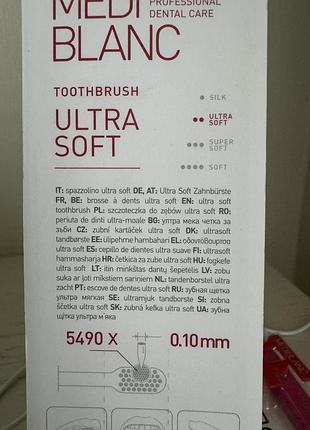 MEDI
BLANC
PROFESSIONAL
DENTAL CARE
TOOTHBRUSH
ULTRA
SOFT
SILK
ULTRA
SOFT
SUPER
SOFT
SOFT
IT: spazzolino ultra soft DE, AT: Ultra Soft Zahnbürste
FR, BE: brosse à dents ultra soft EN: ultra soft
toothbrush PL: szczoteczka do zębów ultra soft RO:
periuta de dinti ultra-moale BG: ултра мека четка за
зъби CZ: zubní kartáček ultra soft DK: ultrasoft
tandbørste EE: ülipehme hambahari EL: οδοντόβουρτσα
ultra soft ES: cepillo de dientes ultra suave FI: ultrasoft
hammasharja HR: četkica za zube ultra soft HU: fogkefe
ultra soft LT: itin minkštas dantų šepetėlis LV: zobu
suka ar ļoti mīkstiem sariņiem NL: tandenborstel ultra
zacht PT: escove de dentes ultra soft RU: зубная щетка
ультра мягкая SE: ultramjuk tandborste SI: zobna
ščetka ultra soft SK: zubná kefka ultra soft UA: зубна
щітка ультра м яка
5490 X 0.10mm